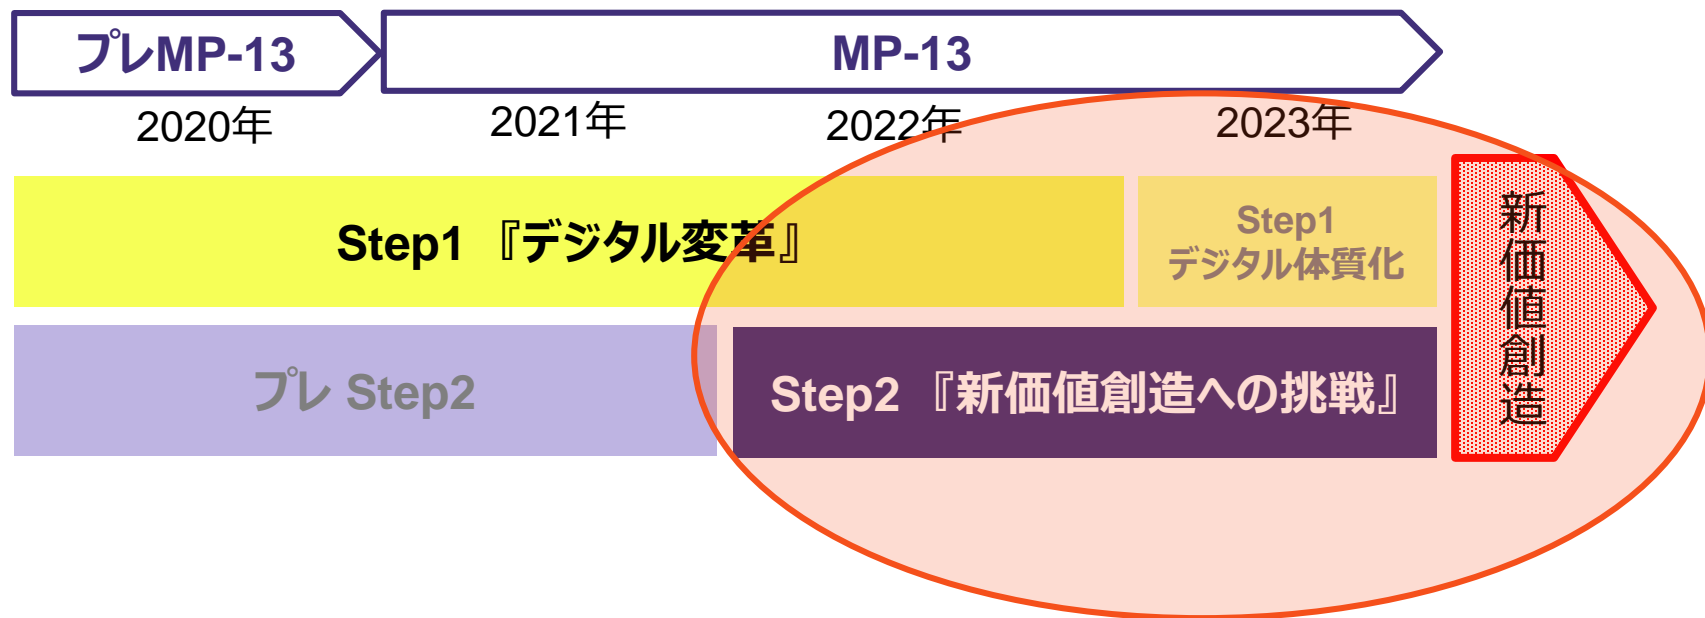 プレMP-13
MP-13
2020年
2021年
2022年
2023年
Step1『デジタル変革』
Step1
デジタル体質化
プレ Step2
Step2『新価値創造への挑戦』
新価値創造